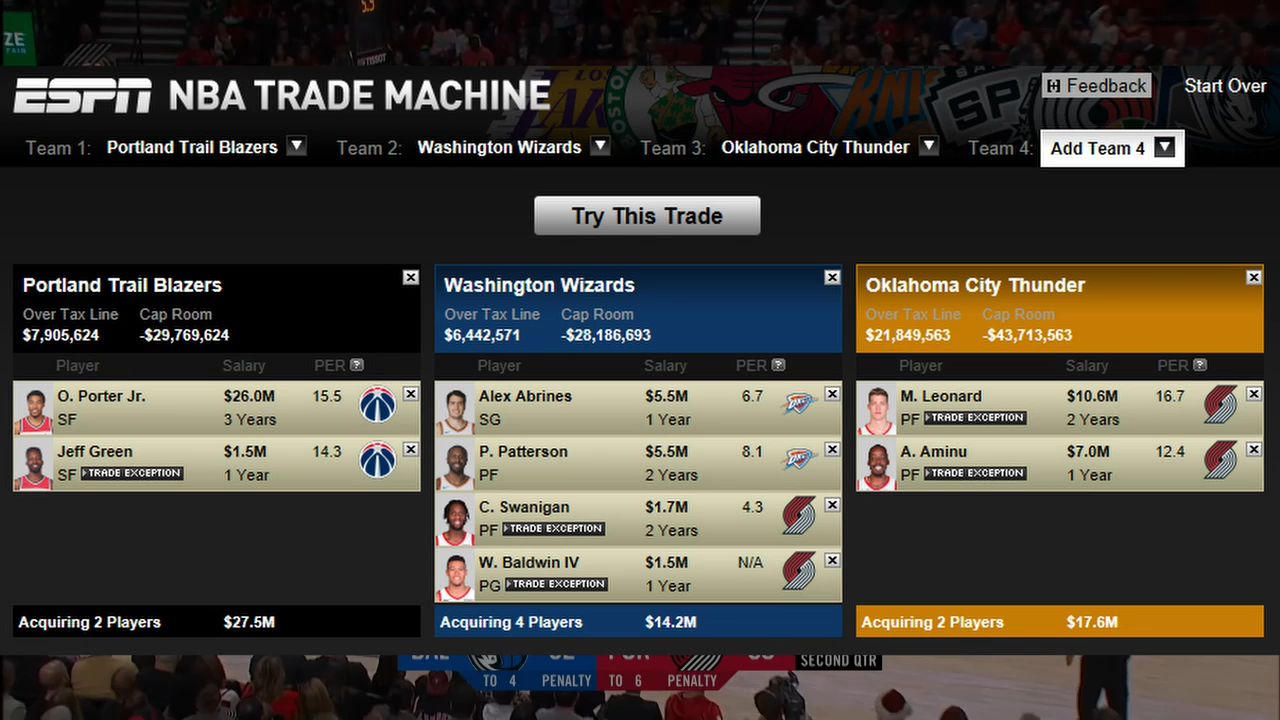 5.3
TISSOT
ZE
ESPN NBA TRADE MACHINE
Feedback
Start Over
Team 1: Portland Trail Blazers
Team 2: Washington Wizards
Team 3: Oklahoma City Thunder
Team 4: Add Team 4
Try This Trade
Portland Trail Blazers
Over Tax Line Cap Room
$7,905,624 -$29,769,624
Player Salary PER ?
O. Porter Jr. $26.0M 15.5
SF 3 Years
Jeff Green $1.5M 14.3
SF TRADE EXCEPTION 1 Year
Acquiring 2 Players $27.5M
Washington Wizards
Over Tax Line Cap Room
$6,442,571 -$28,186,693
Player Salary PER ?
Alex Abrines $5.5M 6.7
SG 1 Year
P. Patterson $5.5M 8.1
PF 2 Years
C. Swanigan $1.7M 4.3
PF TRADE EXCEPTION 2 Years
W. Baldwin IV $1.5M N/A
PG TRADE EXCEPTION 1 Year
Acquiring 4 Players $14.2M
Oklahoma City Thunder
Over Tax Line Cap Room
$21,849,563 -$43,713,563
Player Salary PER ?
M. Leonard $10.6M 16.7
PF TRADE EXCEPTION 2 Years
A. Aminu $7.0M 12.4
PF TRADE EXCEPTION 1 Year
Acquiring 2 Players $17.6M
SECOND QTR
TO 4 PENALTY TO 6 PENALTY